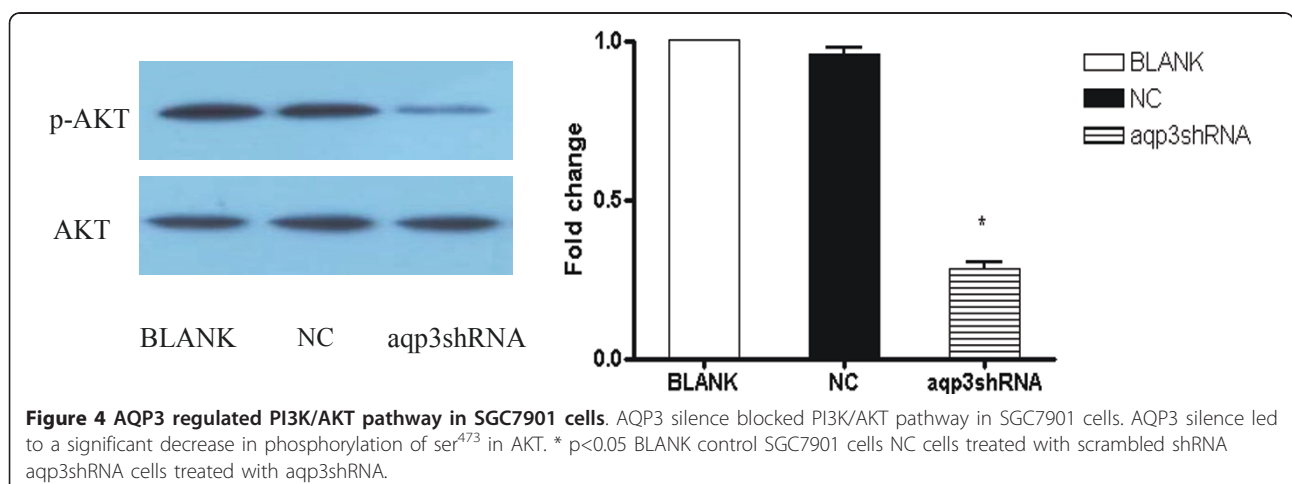 p-AKT
AKT
BLANK NC aqp3shRNA
1.0
0.5
0.0
Fold change
*
BLANK NC aqp3shRNA
BLANK
NC
aqp3shRNA
Figure 4 AQP3 regulated PI3K/AKT pathway in SGC7901 cells. AQP3 silence blocked PI3K/AKT pathway in SGC7901 cells. AQP3 silence led
to a significant decrease in phosphorylation of ser473 in AKT. * p<0.05 BLANK control SGC7901 cells NC cells treated with scrambled shRNA
aqp3shRNA cells treated with aqp3shRNA.